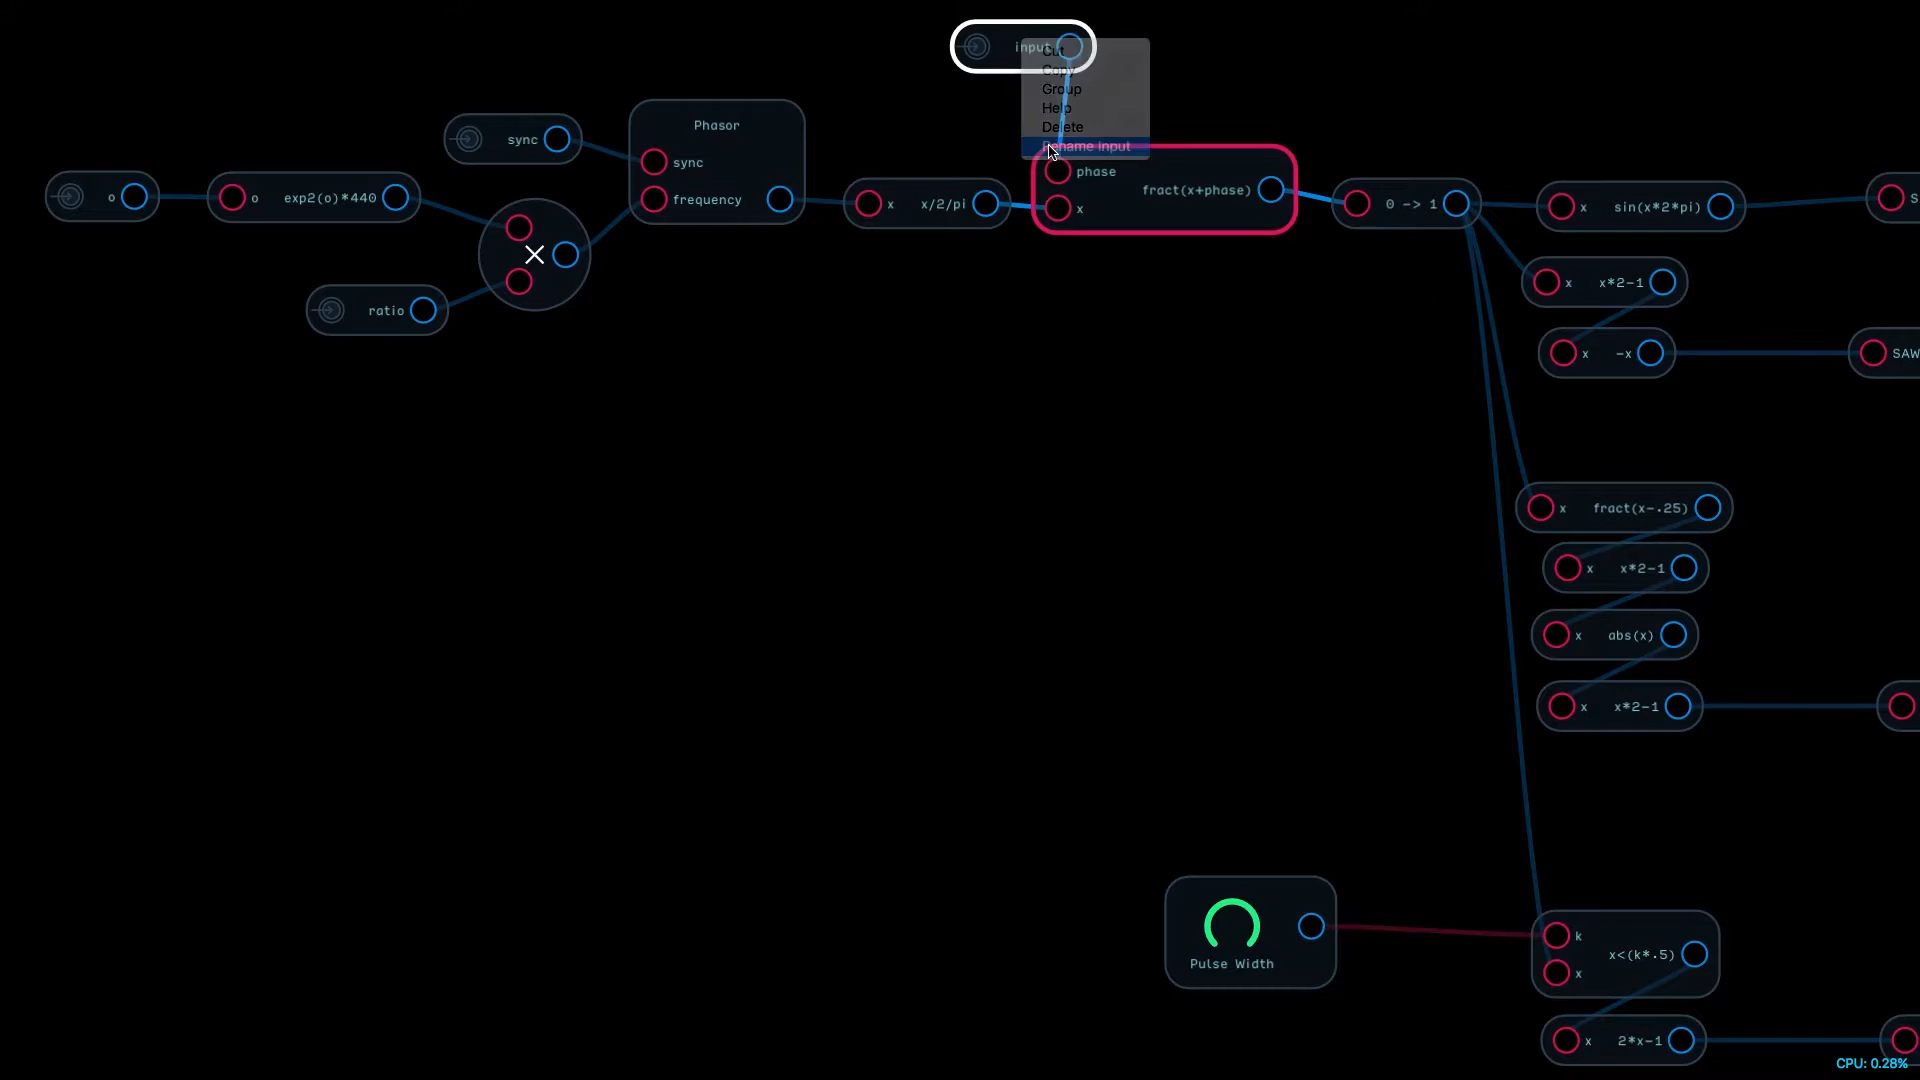 input
Cut
Copy
Group
Help
Delete
Rename Input
sync
Phasor
sync
frequency
o
o exp2(o)*440
ratio
x x/2/pi
phase
x
fract(x+phase)
0 -> 1
x sin(x*2*pi)
S
x x*2-1
x -x
SAW
x fract(x-.25)
x x*2-1
x abs(x)
x x*2-1
Pulse Width
k
x
x<(k*.5)
x 2*x-1
CPU: 0.28%